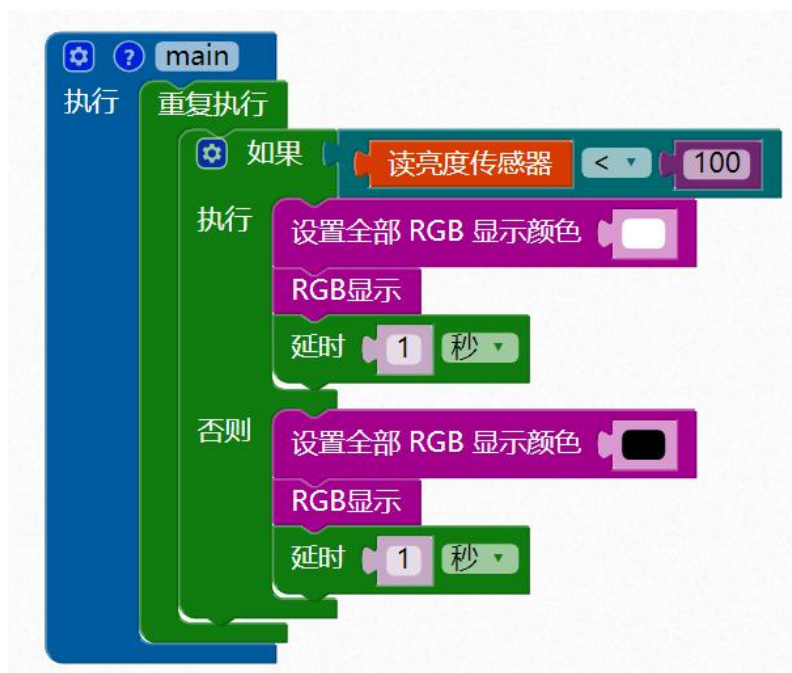 ? main
执行 重复执行
如果 读亮度传感器 < 100
执行 设置全部 RGB 显示颜色
RGB显示
延时 1 秒
否则 设置全部 RGB 显示颜色
RGB显示
延时 1 秒